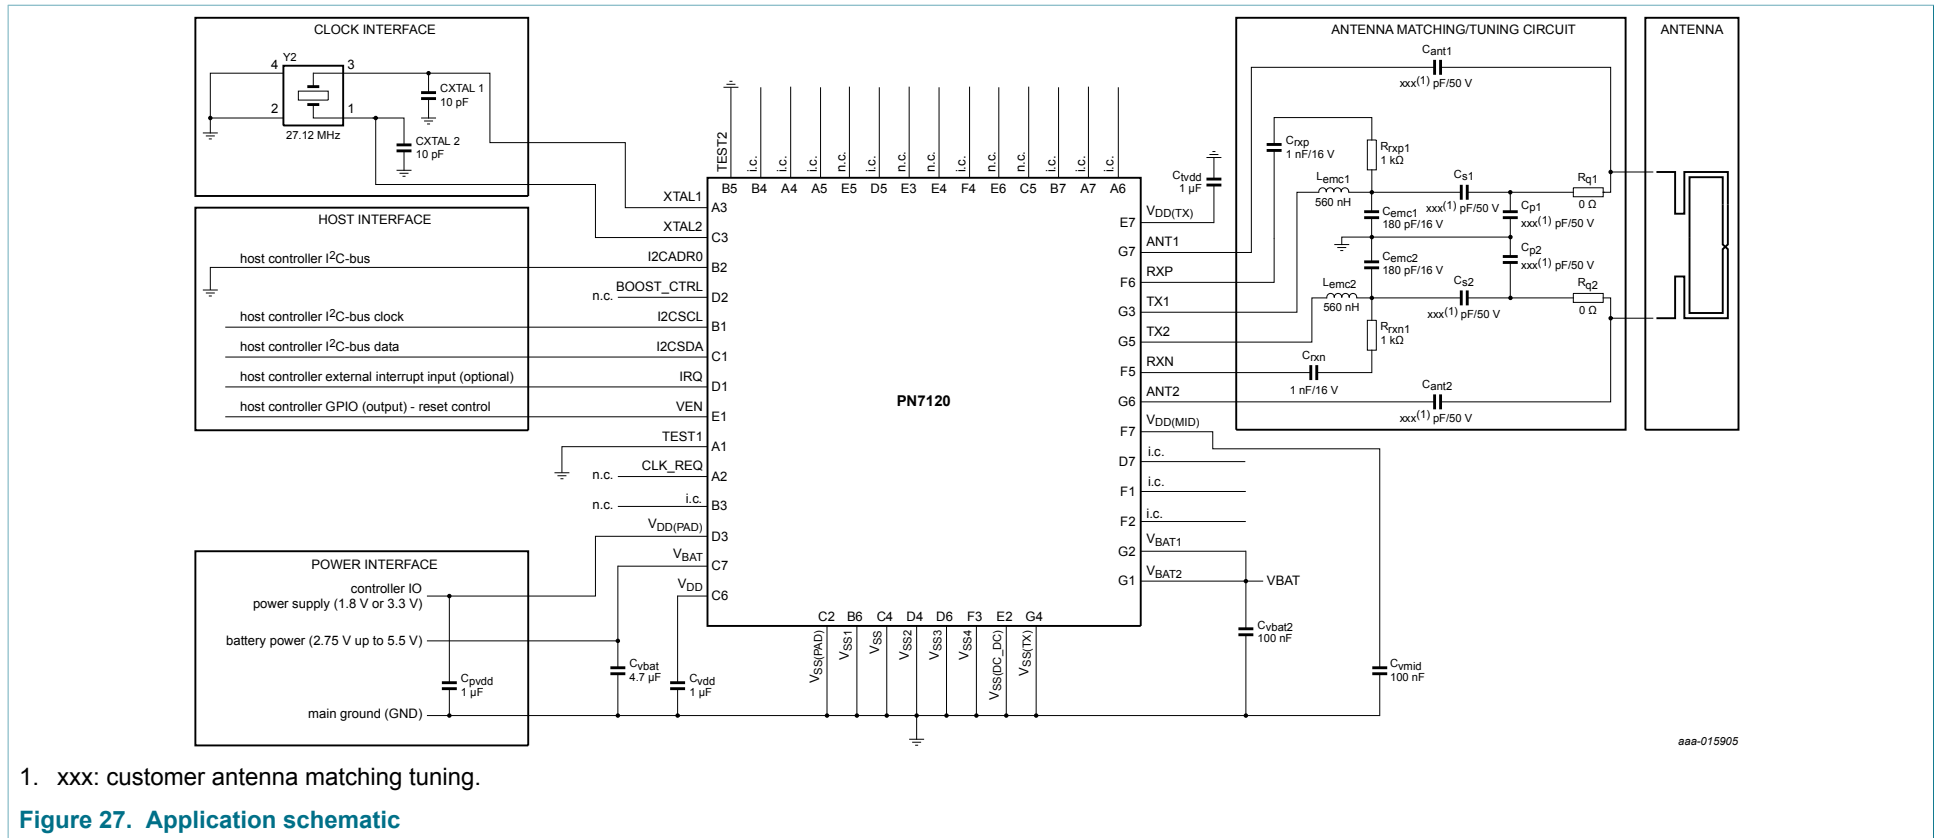 CLOCK INTERFACE
Y2
4
3
2
1
27.12 MHz
CXTAL 1
10 pF
CXTAL 2
10 pF
HOST INTERFACE
host controller I2C-bus
host controller I2C-bus clock
host controller I2C-bus data
host controller external interrupt input (optional)
host controller GPIO (output) - reset control
POWER INTERFACE
controller IO
power supply (1.8 V or 3.3 V)
battery power (2.75 V up to 5.5 V)
Cpvdd
1 µF
main ground (GND)
Cvbat
4.7 µF
Cvdd
1 µF
XTAL1
A3
XTAL2
C3
I2CADR0
B2
n.c.
BOOST_CTRL
D2
I2CSCL
B1
I2CSDA
C1
IRQ
D1
VEN
E1
TEST1
A1
n.c.
CLK_REQ
A2
n.c.
i.c.
B3
VDD(PAD)
D3
VBAT
C7
VDD
C6
TEST2
i.c.
i.c.
i.c.
n.c.
i.c.
n.c.
n.c.
i.c.
n.c.
n.c.
i.c.
i.c.
i.c.
B5 B4 A4 A5 E5 D5 E3 E4 F4 E6 C5 B7 A7 A6
PN7120
C2 B6 C4 D4 D6 F3 E2 G4
VSS(PAD)
VSS1
VSS
VSS2
VSS3
VSS4
VSS(DC_DC)
VSS(TX)
Ctvdd
1 µF
E7
VDD(TX)
G7
ANT1
F6
RXP
G3
TX1
G5
TX2
F5
RXN
G6
ANT2
F7
VDD(MID)
D7
i.c.
F1
i.c.
F2
i.c.
G2
VBAT1
G1
VBAT2
VBAT
Cvbat2
100 nF
Cvmid
100 nF
ANTENNA MATCHING/TUNING CIRCUIT
Cant1
xxx(1) pF/50 V
Crxp
1 nF/16 V
Rrxp1
1 kΩ
Lemc1
560 nH
Cs1
xxx(1) pF/50 V
Rq1
0 Ω
Cemc1
180 pF/16 V
Cp1
xxx(1) pF/50 V
Cemc2
180 pF/16 V
Cp2
xxx(1) pF/50 V
Lemc2
560 nH
Cs2
xxx(1) pF/50 V
Rq2
0 Ω
Rrxn1
1 kΩ
Crxn
1 nF/16 V
Cant2
xxx(1) pF/50 V
ANTENNA
aaa-015905
1. xxx: customer antenna matching tuning.
Figure 27. Application schematic